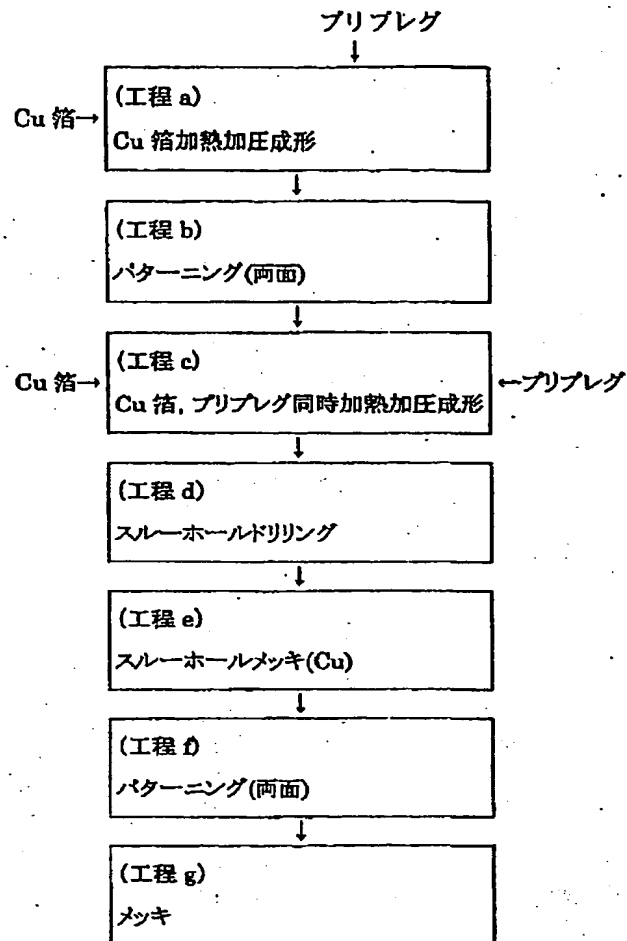 プリプレグ
↓
(工程 a)
Cu 箔→
Cu 箔加熱加圧成形
↓
(工程 b)
パターニング(両面)
↓
(工程 c)
Cu 箔→
←プリプレグ
Cu 箔, プリプレグ同時加熱加圧成形
↓
(工程 d)
スルーホールドリリング
↓
(工程 e)
スルーホールメッキ(Cu)
↓
(工程 f)
パターニング(両面)
↓
(工程 g)
メッキ